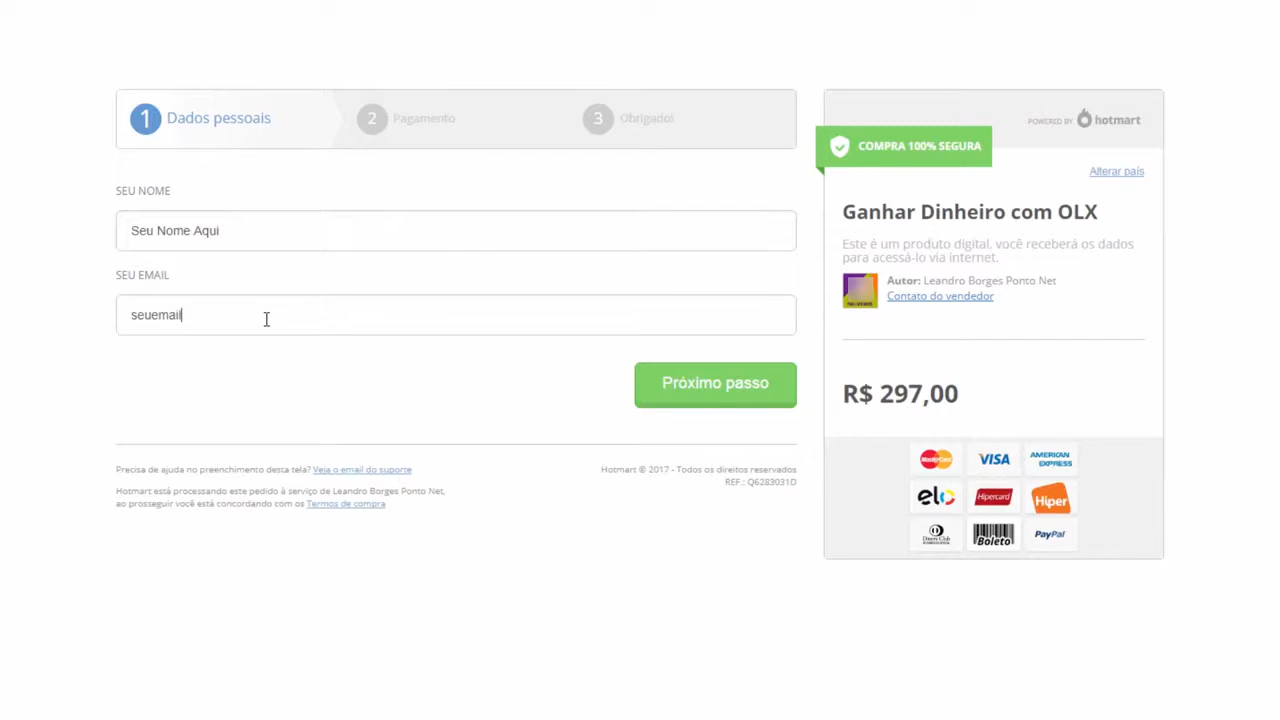 1 Dados pessoais
2 Pagamento
3 Obrigado!
SEU NOME
Seu Nome Aqui
SEU EMAIL
seuemail
Próximo passo
Precisa de ajuda no preenchimento desta tela? Veja o email do suporte
Hotmart está processando este pedido à serviço de Leandro Borges Ponto Net,
ao prosseguir você está concordando com os Termos de compra
Hotmart © 2017 - Todos os direitos reservados
REF.: Q6283031D
POWERED BY hotmart
COMPRA 100% SEGURA
Alterar país
Ganhar Dinheiro com OLX
Este é um produto digital, você receberá os dados
para acessá-lo via internet.
Autor: Leandro Borges Ponto Net
Contato do vendedor
R$ 297,00
MasterCard VISA AMERICAN EXPRESS
elo Hipercard Hiper
Diners Club Boleto PayPal